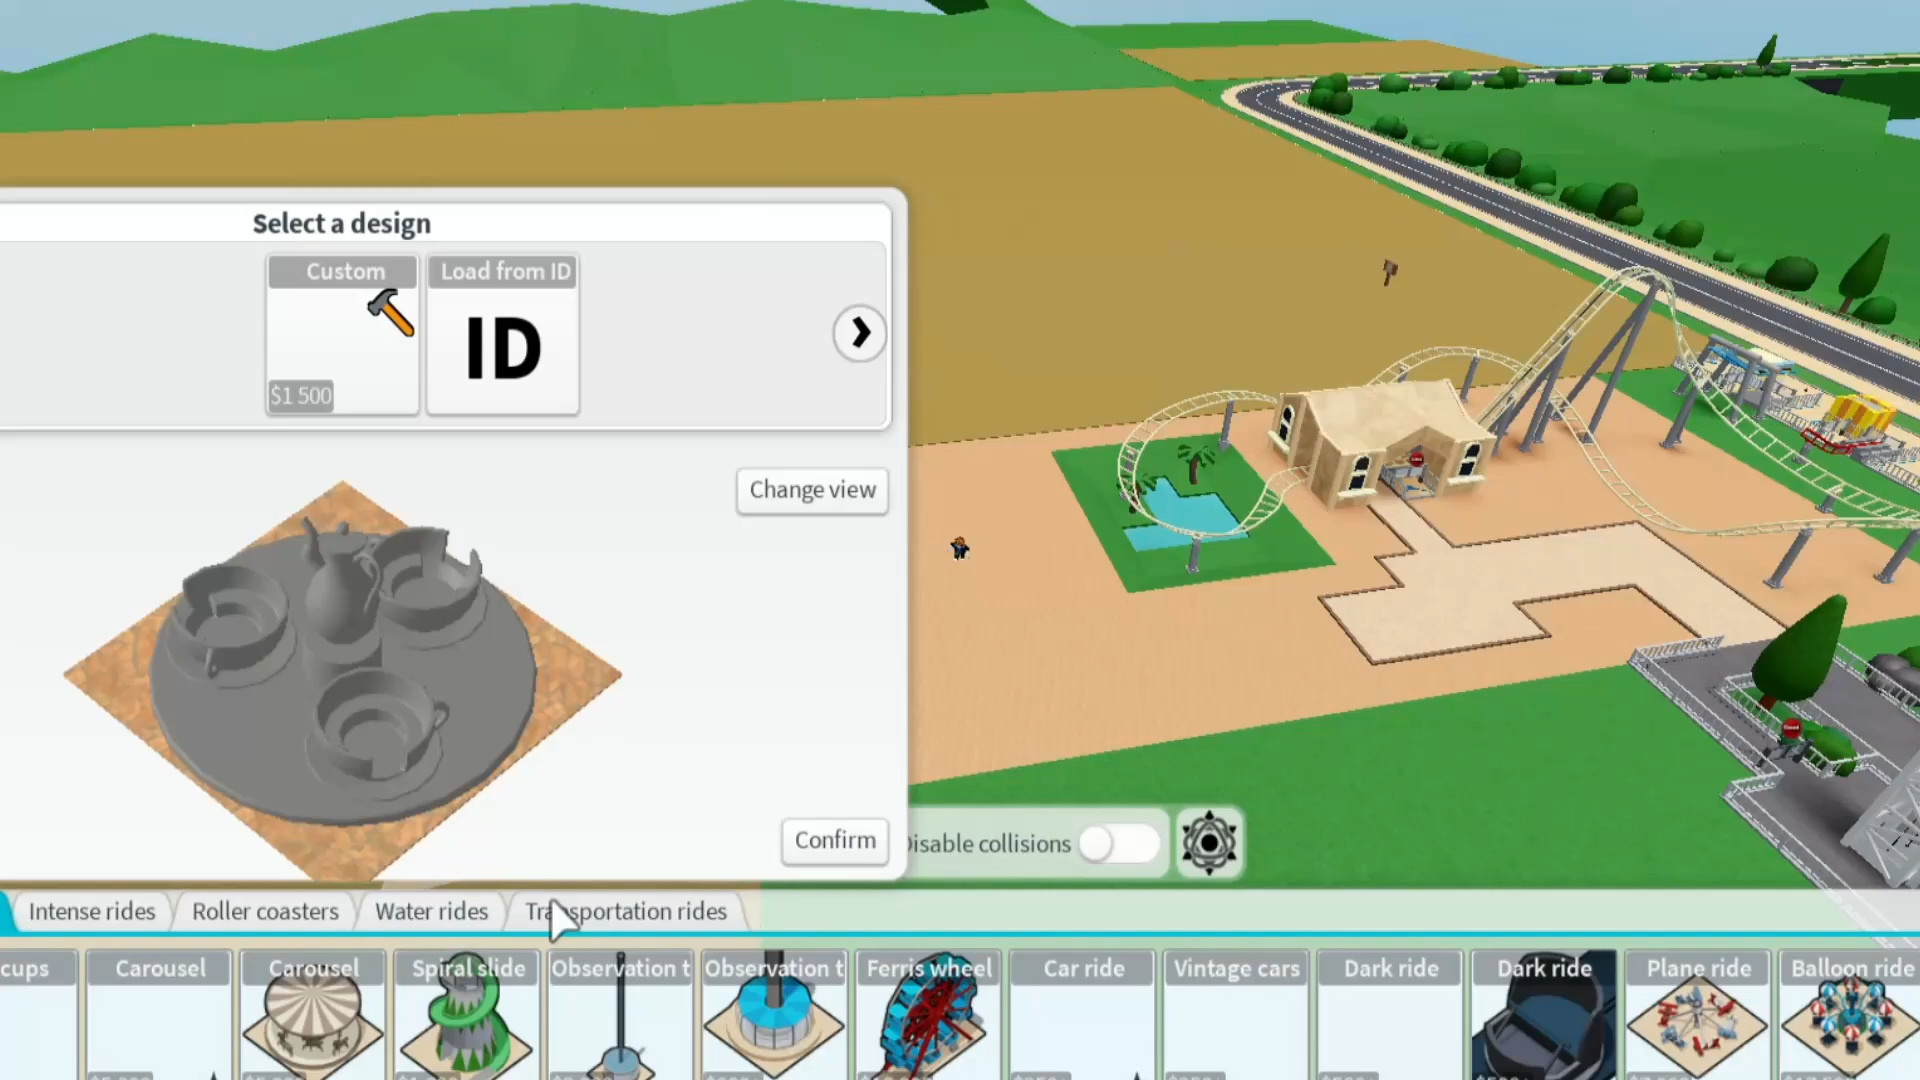 Select a design
Custom
Load from ID
ID
$1 500
Change view
Confirm
isable collisions
Intense rides
Roller coasters
Water rides
Transportation rides
cups
Carousel
Carousel
Spiral slide
Observation t
Observation t
Ferris wheel
Car ride
Vintage cars
Dark ride
Dark ride
Plane ride
Balloon ride